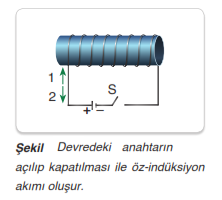 1
2
S
+ –
Şekil Devredeki anahtarın
açılıp kapatılması ile öz-indüksiyon
akımı oluşur.